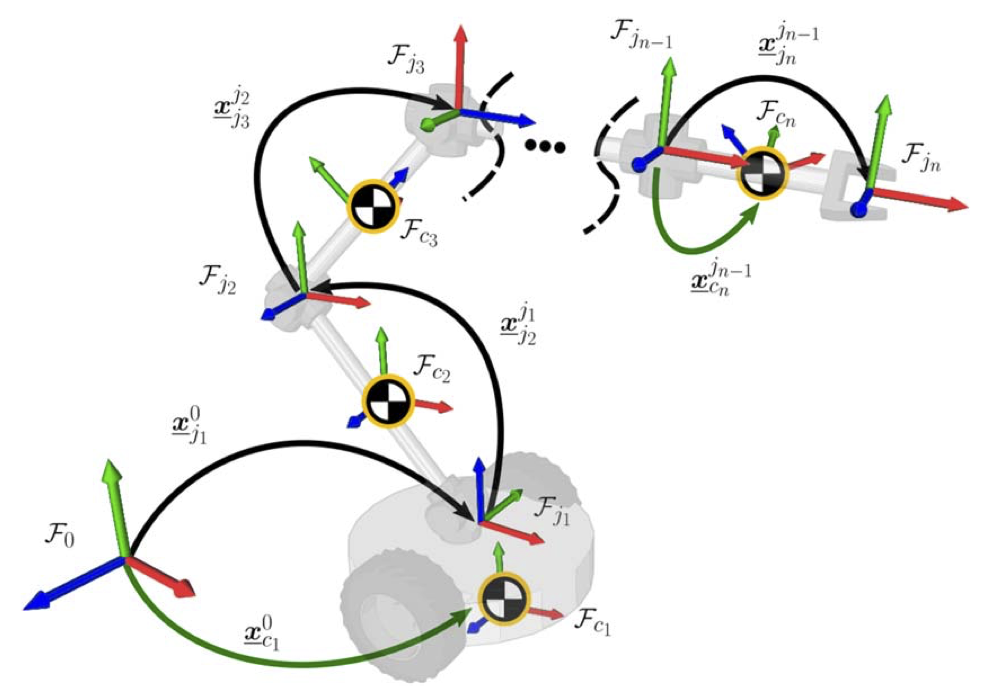 $\mathcal{F}_{j_{n-1}}$
$\underline{\boldsymbol{x}}_{j_n}^{j_{n-1}}$
$\mathcal{F}_{j_3}$
$\underline{\boldsymbol{x}}_{j_3}^{j_2}$
$\mathcal{F}_{c_n}$
•••
$\mathcal{F}_{j_n}$
$\mathcal{F}_{c_3}$
$\mathcal{F}_{j_2}$
$\underline{\boldsymbol{x}}_{c_n}^{j_{n-1}}$
$\underline{\boldsymbol{x}}_{j_2}^{j_1}$
$\mathcal{F}_{c_2}$
$\underline{\boldsymbol{x}}_{j_1}^{0}$
$\mathcal{F}_{j_1}$
$\mathcal{F}_0$
$\mathcal{F}_{c_1}$
$\underline{\boldsymbol{x}}_{c_1}^{0}$